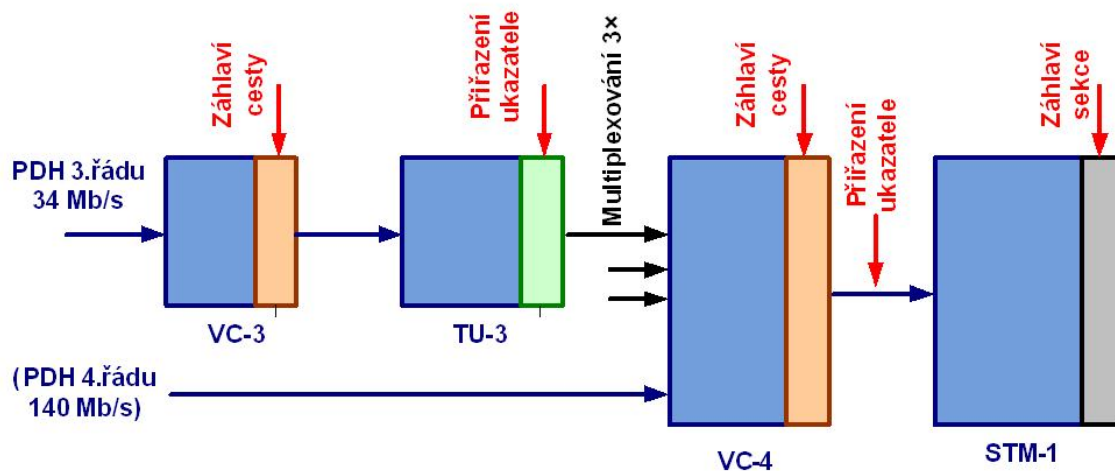 Záhlaví
cesty
Přiřazení
ukazatele
Multiplexování 3×
Záhlaví
cesty
Přiřazení
ukazatele
Záhlaví
sekce
PDH 3.řádu
34 Mb/s
VC-3
TU-3
(PDH 4.řádu
140 Mb/s)
VC-4
STM-1